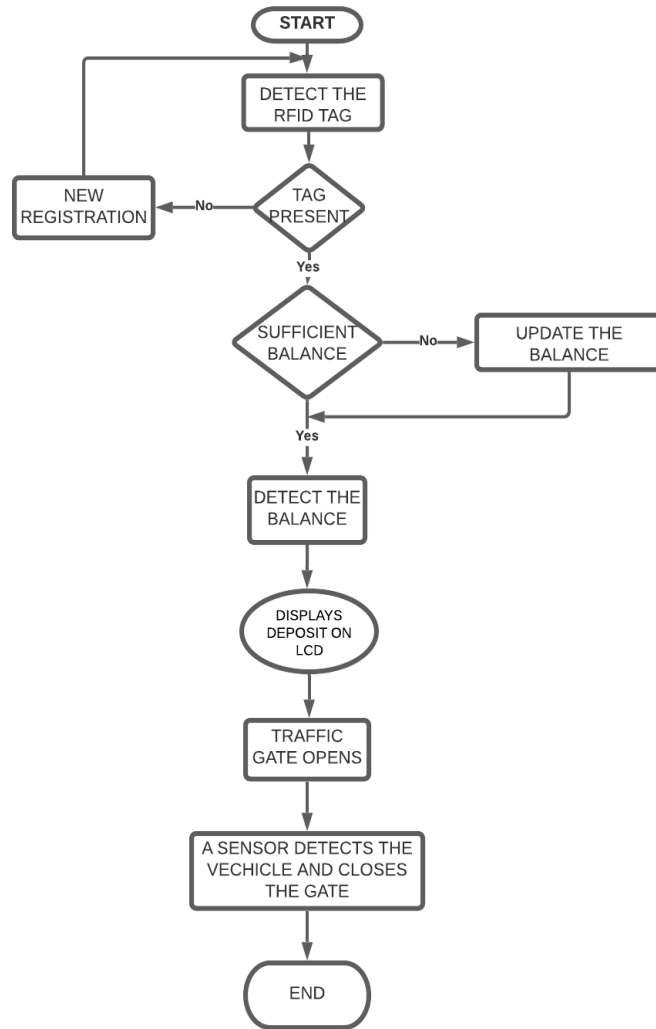 START
DETECT THE
RFID TAG
TAG
PRESENT
No
NEW
REGISTRATION
Yes
SUFFICIENT
BALANCE
No
UPDATE THE
BALANCE
Yes
DETECT THE
BALANCE
DISPLAYS
DEPOSIT ON
LCD
TRAFFIC
GATE OPENS
A SENSOR DETECTS THE
VECHICLE AND CLOSES
THE GATE
END